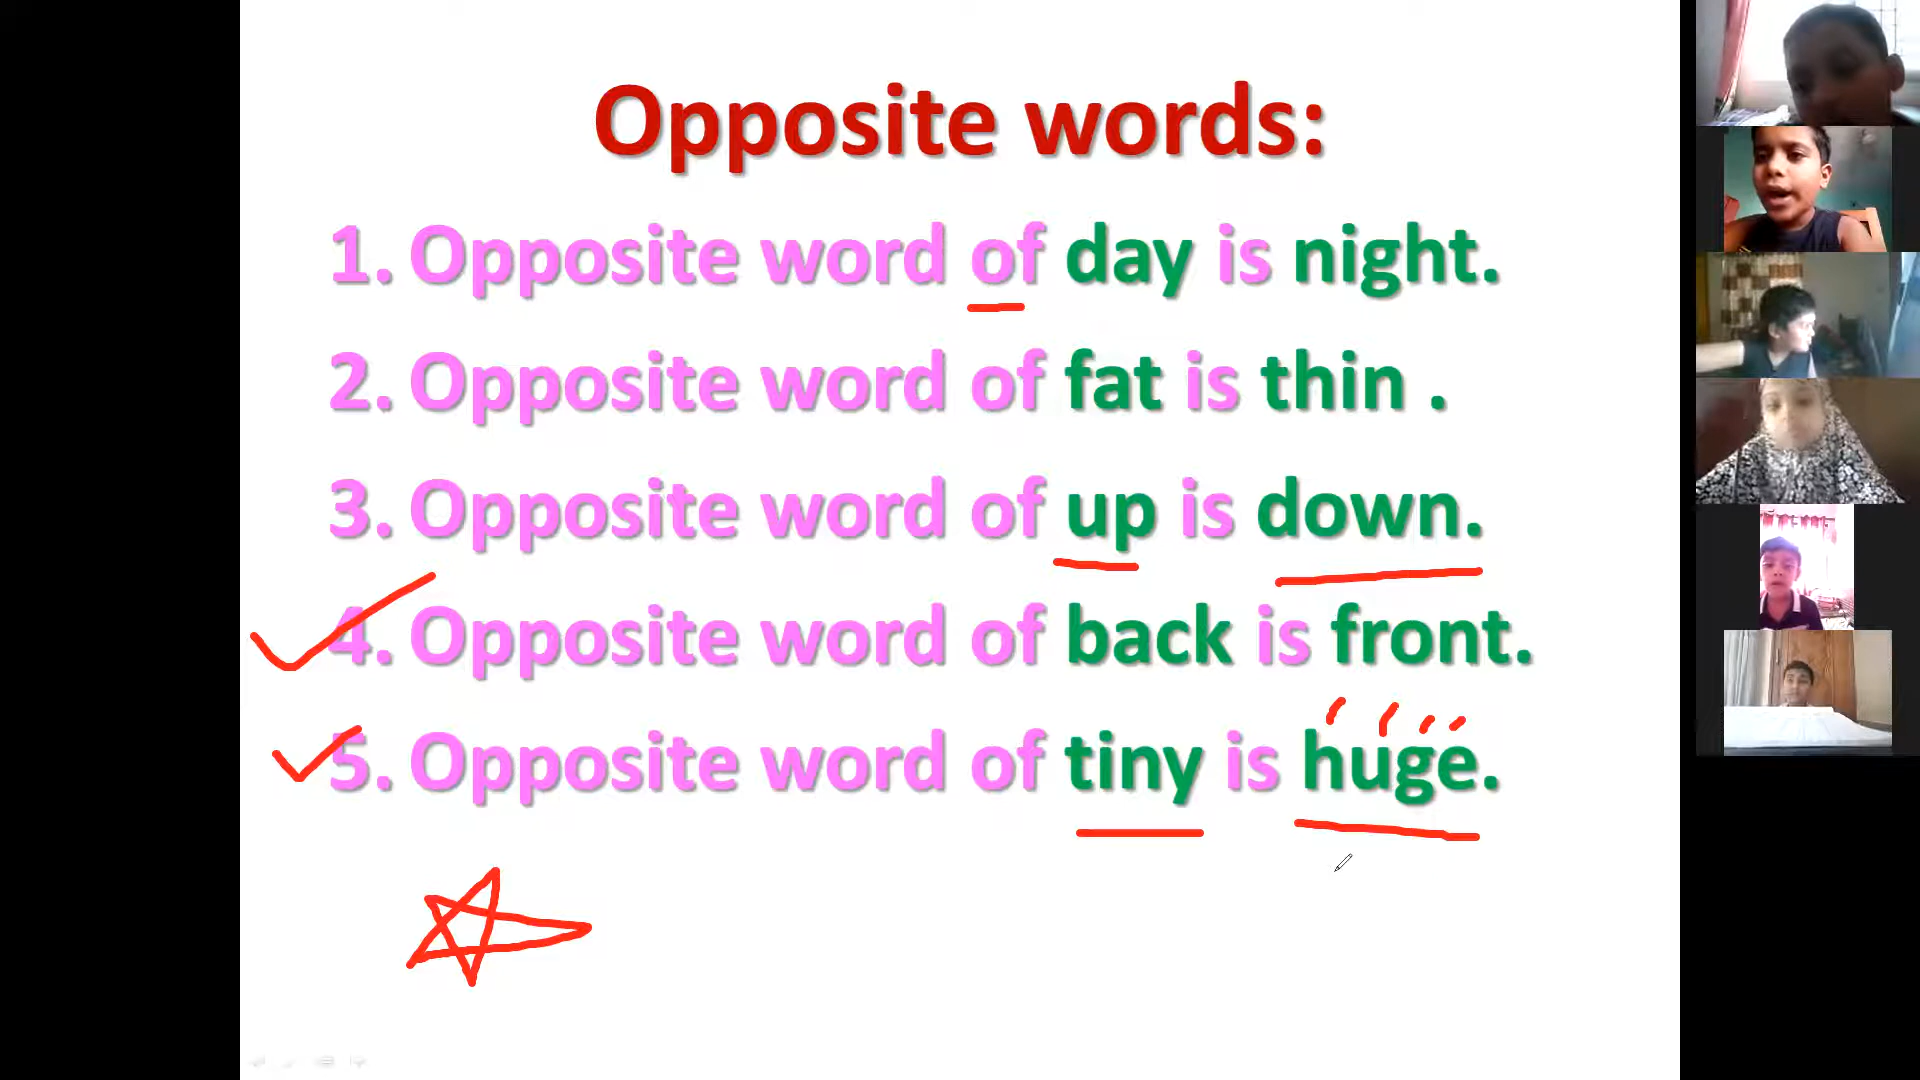 Opposite words:
1. Opposite word of day is night.
2. Opposite word of fat is thin .
3. Opposite word of up is down.
4. Opposite word of back is front.
5. Opposite word of tiny is huge.